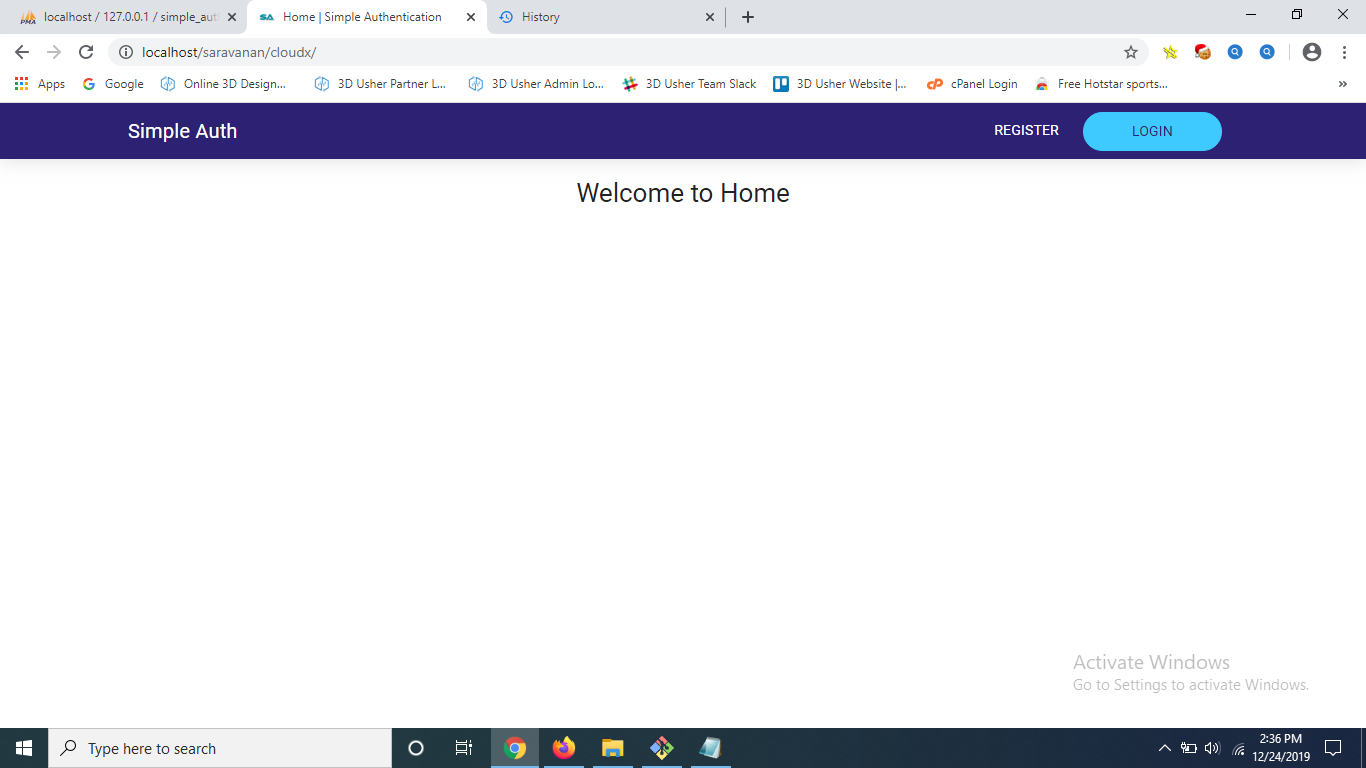 localhost / 127.0.0.1 / simple_aut
Home | Simple Authentication
History
localhost/saravanan/cloudx/
Apps
Google
Online 3D Design...
3D Usher Partner L...
3D Usher Admin Lo...
3D Usher Team Slack
3D Usher Website |...
cPanel Login
Free Hotstar sports...
»
Simple Auth
REGISTER
LOGIN
Welcome to Home
Activate Windows
Go to Settings to activate Windows.
Type here to search
2:36 PM
12/24/2019